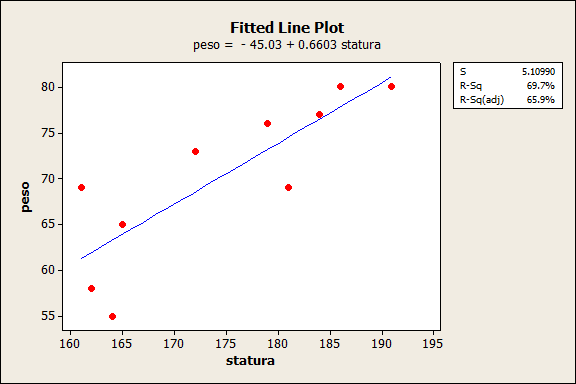 Fitted Line Plot
peso = - 45.03 + 0.6603 statura
S 5.10990
R-Sq 69.7%
R-Sq(adj) 65.9%
80
75
70
65
60
55
peso
160 165 170 175 180 185 190 195
statura